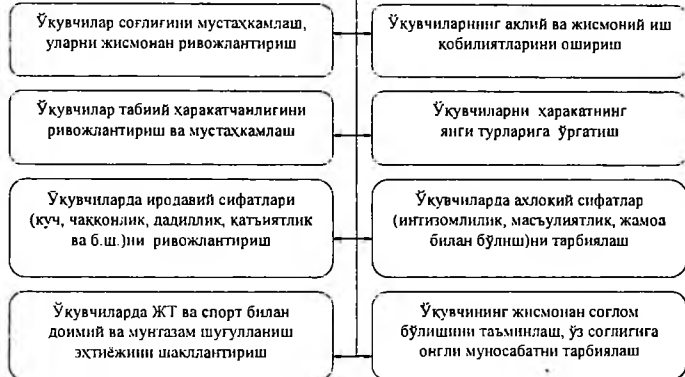 Ўқувчилар соғлиғини мустаҳкамлаш,
уларни жисмонан ривожлантириш
Ўқувчиларнинг ақлий ва жисмоний иш
қобилиятларини ошириш
Ўқувчилар табиий ҳаракатчанлигини
ривожлантириш ва мустаҳкамлаш
Ўқувчиларни ҳаракатнинг
янги турларига ўргатиш
Ўқувчиларда иродавий сифатлари
(куч, чаққонлик, дадиллик, қатъиятлик
ва б.ш.)ни ривожлантириш
Ўқувчиларда ахлоқий сифатлар
(интизомлилик, масъулиятлик, жамоа
билан бўлиш)ни тарбиялаш
Ўқувчиларда ЖТ ва спорт билан
доимий ва мунтазам шуғулланиш
эҳтиёжини шакллантириш
Ўқувчининг жисмонан соғлом
бўлишини таъминлаш, ўз соғлиғига
онгли муносабатни тарбиялаш